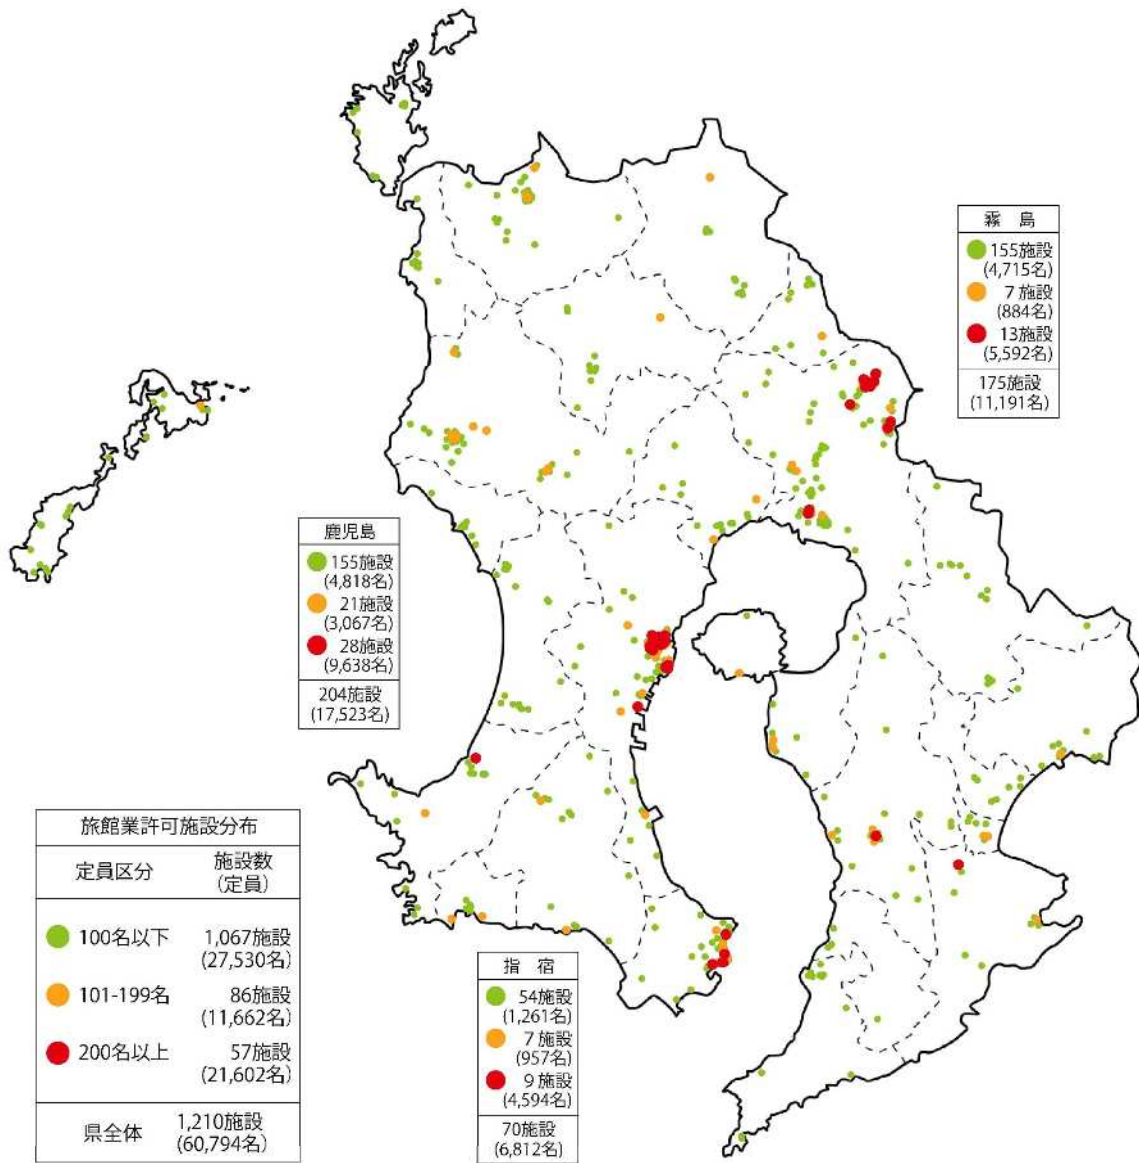 霧 島
155施設
(4,715名)
7施設
(884名)
13施設
(5,592名)
175施設
(11,191名)
鹿児島
155施設
(4,818名)
21施設
(3,067名)
28施設
(9,638名)
204施設
(17,523名)
旅館業許可施設分布
定員区分 施設数
(定員)
100名以下 1,067施設
(27,530名)
101-199名 86施設
(11,662名)
200名以上 57施設
(21,602名)
県全体 1,210施設
(60,794名)
指 宿
54施設
(1,261名)
7施設
(957名)
9施設
(4,594名)
70施設
(6,812名)